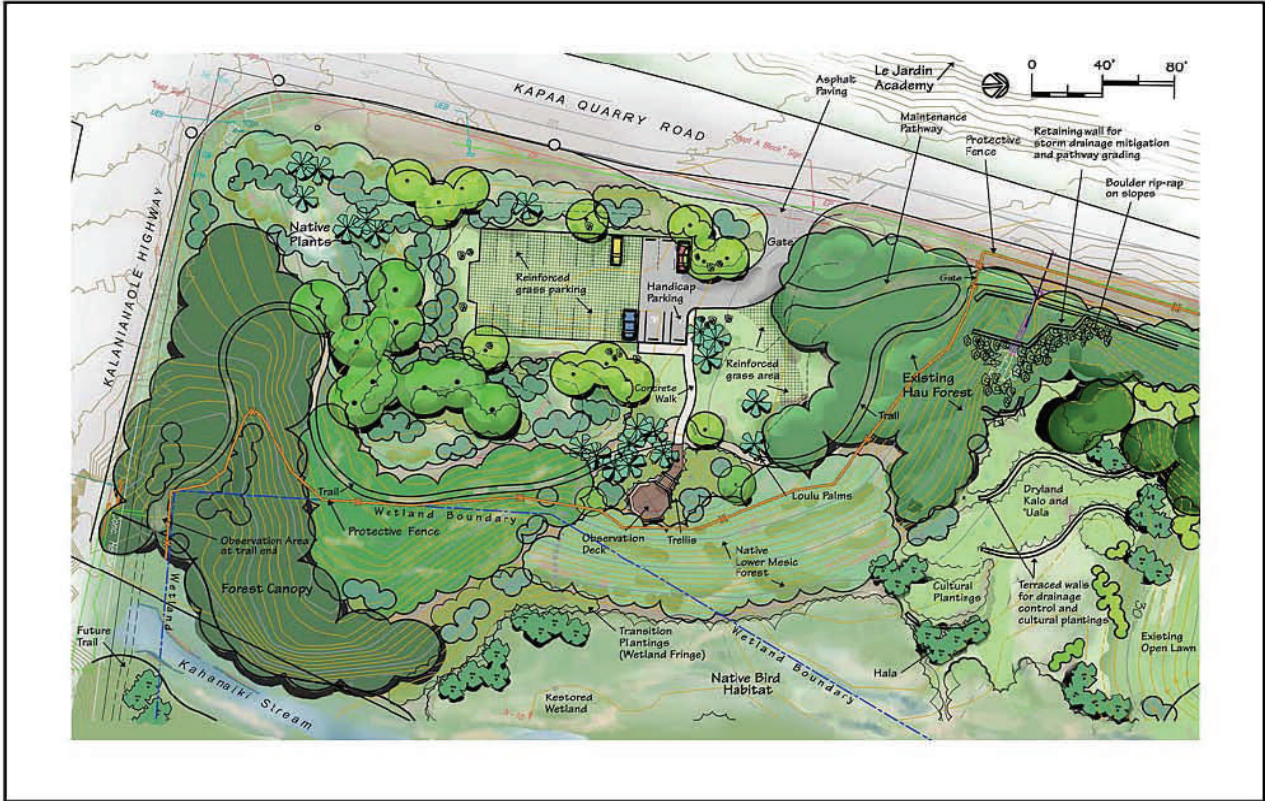 KAPAA QUARRY ROAD
Asphalt
Paving
Le Jardin
Academy
0
40'
80'
Maintenance
Pathway
Protective
Fence
Retaining wall for
storm drainage mitigation
and pathway grading
Boulder rip-rap
on slopes
KALANIANAOLE HIGHWAY
Native
Plants
Reinforced
grass parking
Handicap
Parking
Gate
Gate
Reinforced
grass area
Concrete
Walk
Existing
Hau Forest
Trail
Loulu Palms
Trail
Wetland Boundary
Protective Fence
Observation Area
at trail end
Observation
Deck
Trellis
Native
Lower Mesic
Forest
Dryland
Kalo and
'Uala
Cultural
Plantings
Terraced walls
for drainage
control and
cultural plantings
30
Existing
Open Lawn
Forest Canopy
Wetland
Future
Trail
Kahanaiki Stream
Transition
Plantings
(Wetland Fringe)
Wetland Boundary
Hala
Native Bird
Habitat
Restored
Wetland